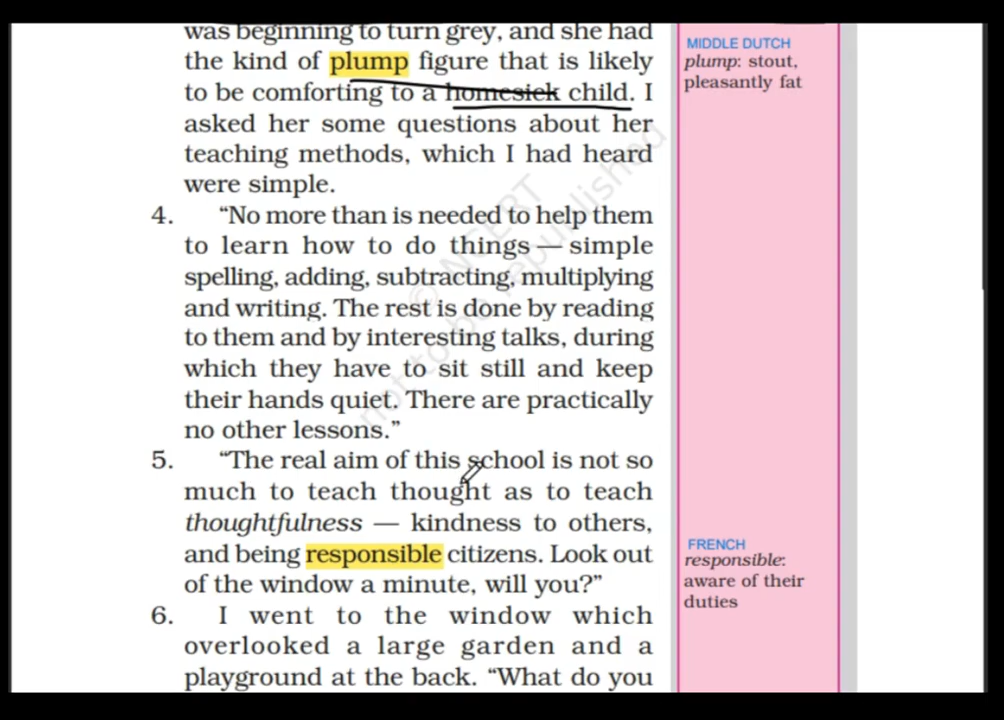 was beginning to turn grey, and she had
the kind of plump figure that is likely
to be comforting to a homesick child. I
asked her some questions about her
teaching methods, which I had heard
were simple.
4. “No more than is needed to help them
to learn how to do things — simple
spelling, adding, subtracting, multiplying
and writing. The rest is done by reading
to them and by interesting talks, during
which they have to sit still and keep
their hands quiet. There are practically
no other lessons.”
5. “The real aim of this school is not so
much to teach thought as to teach
thoughtfulness — kindness to others,
and being responsible citizens. Look out
of the window a minute, will you?”
6. I went to the window which
overlooked a large garden and a
playground at the back. “What do you
MIDDLE DUTCH
plump: stout,
pleasantly fat
FRENCH
responsible:
aware of their
duties
© NCERT
not to be republished